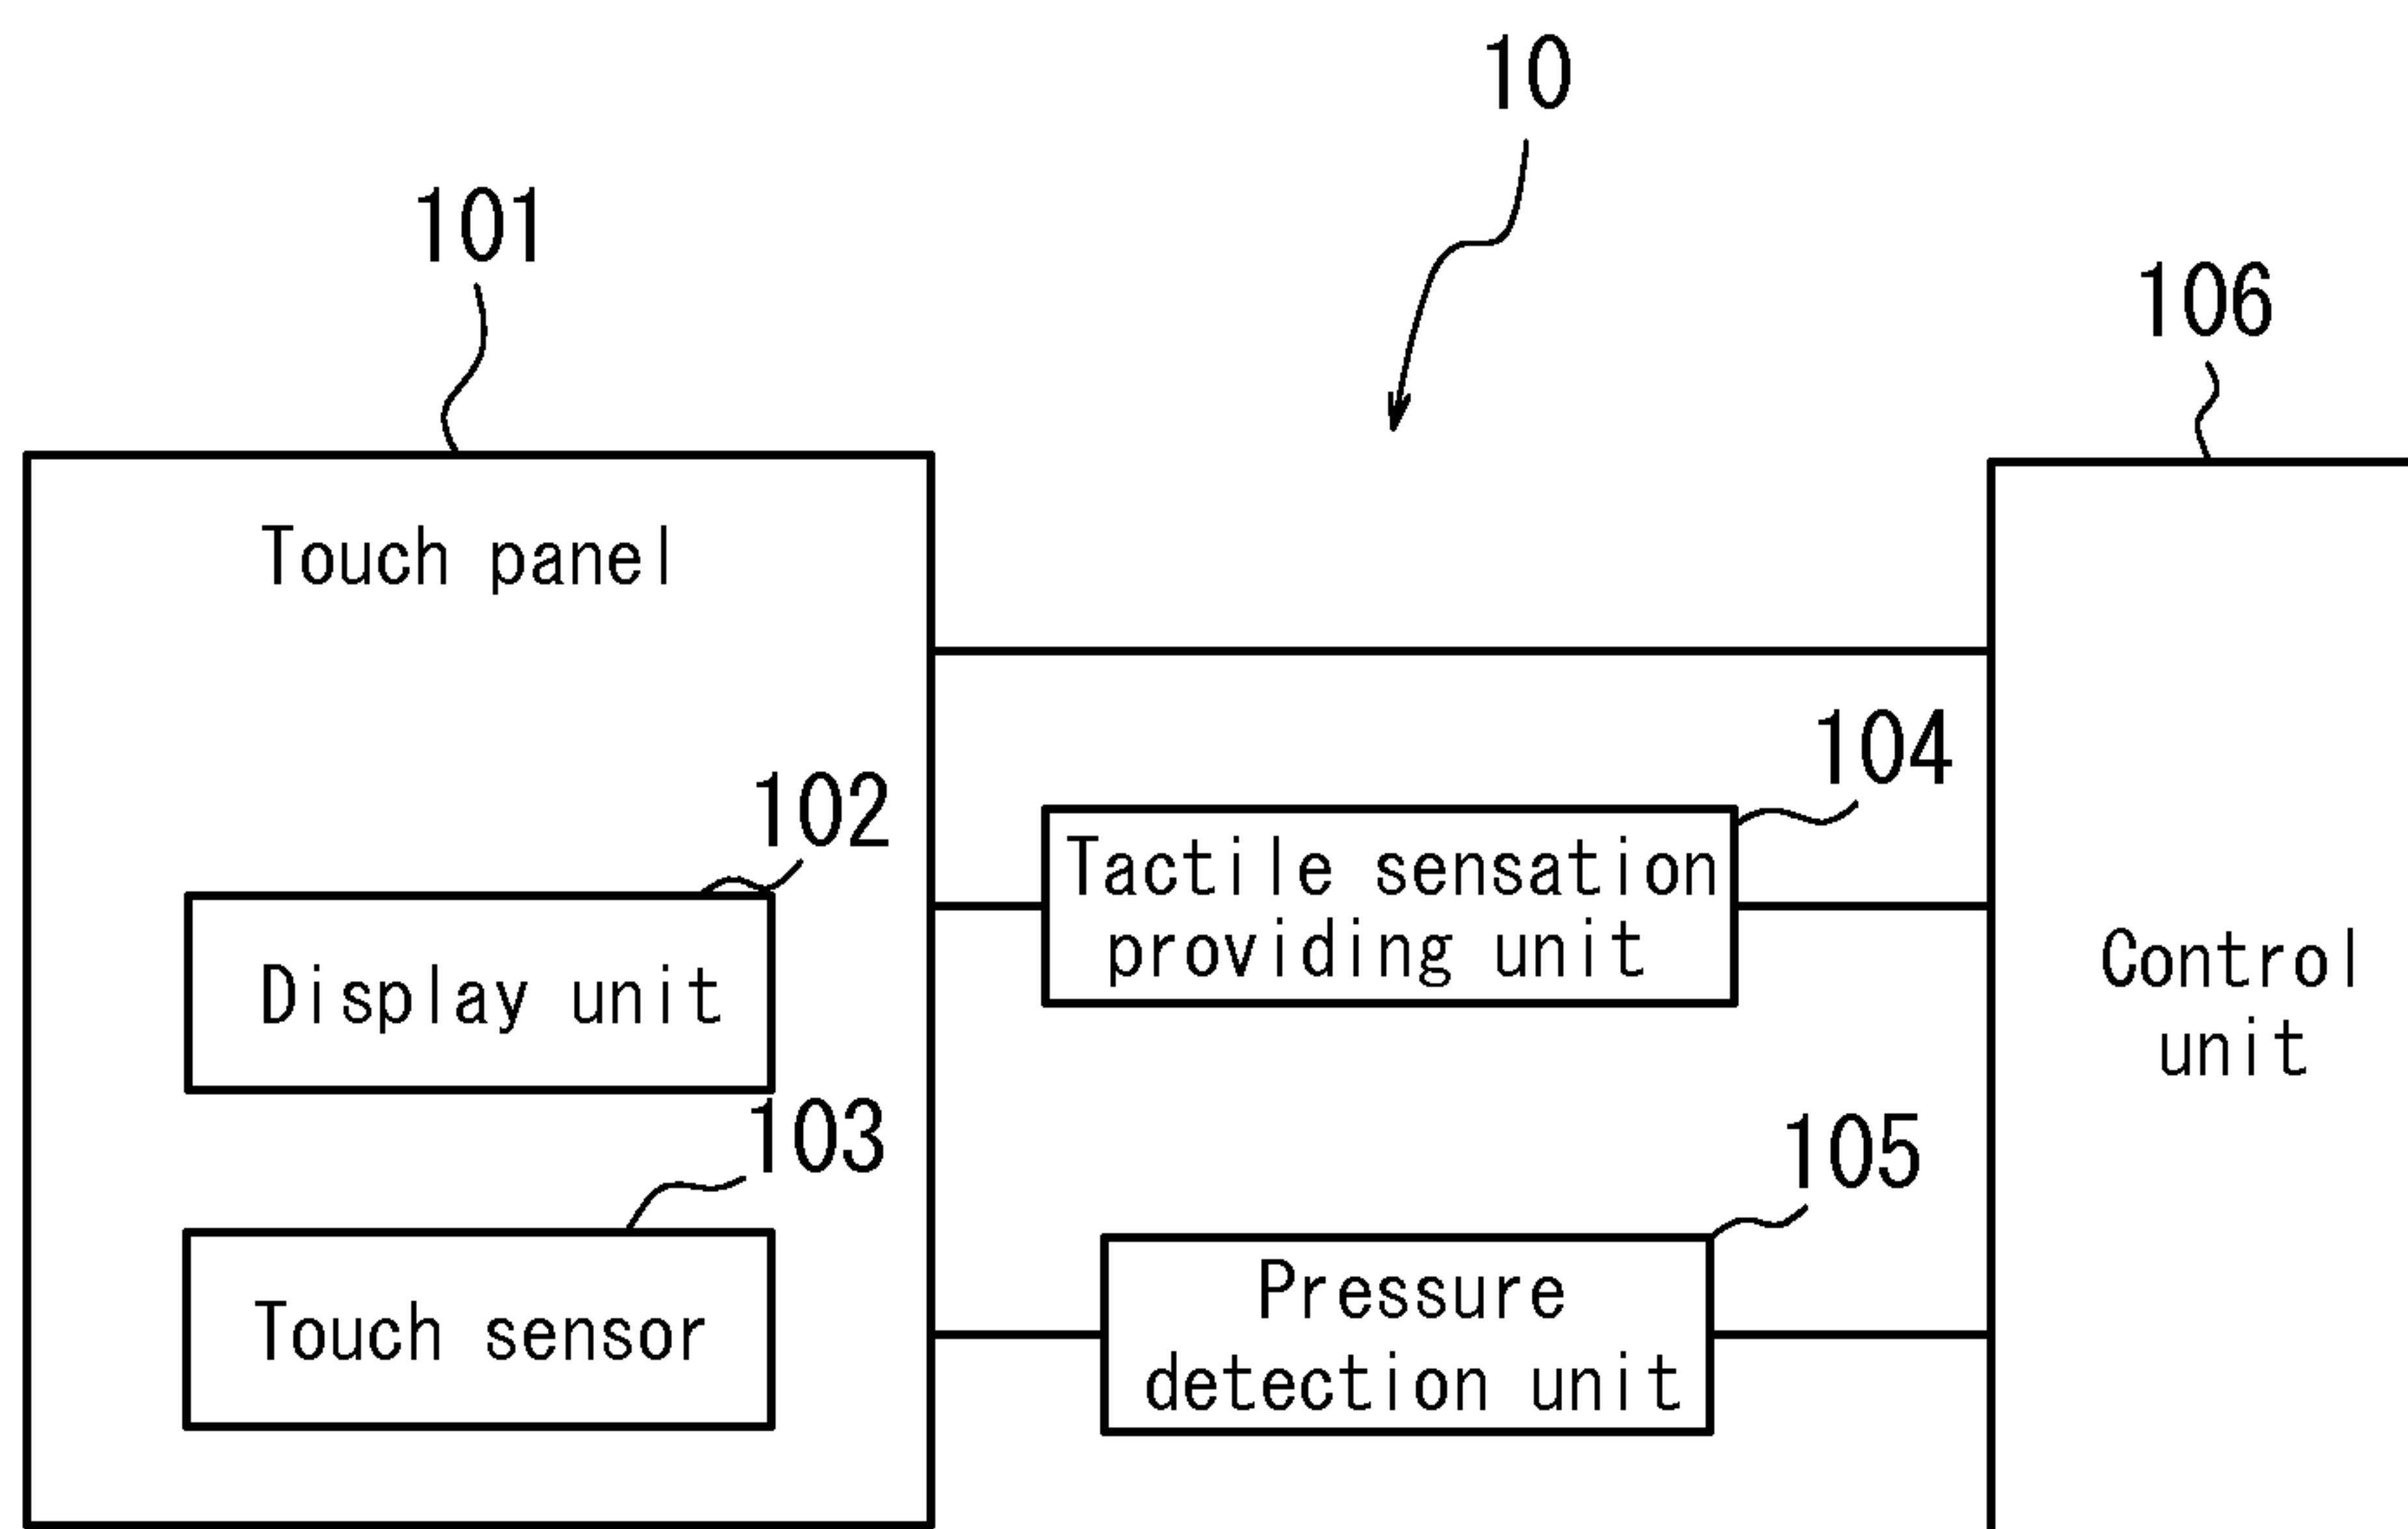 10
101
106
Touch panel
104
102
Tactile sensation
providing unit
Display unit
Control
unit
103
105
Touch sensor
Pressure
detection unit